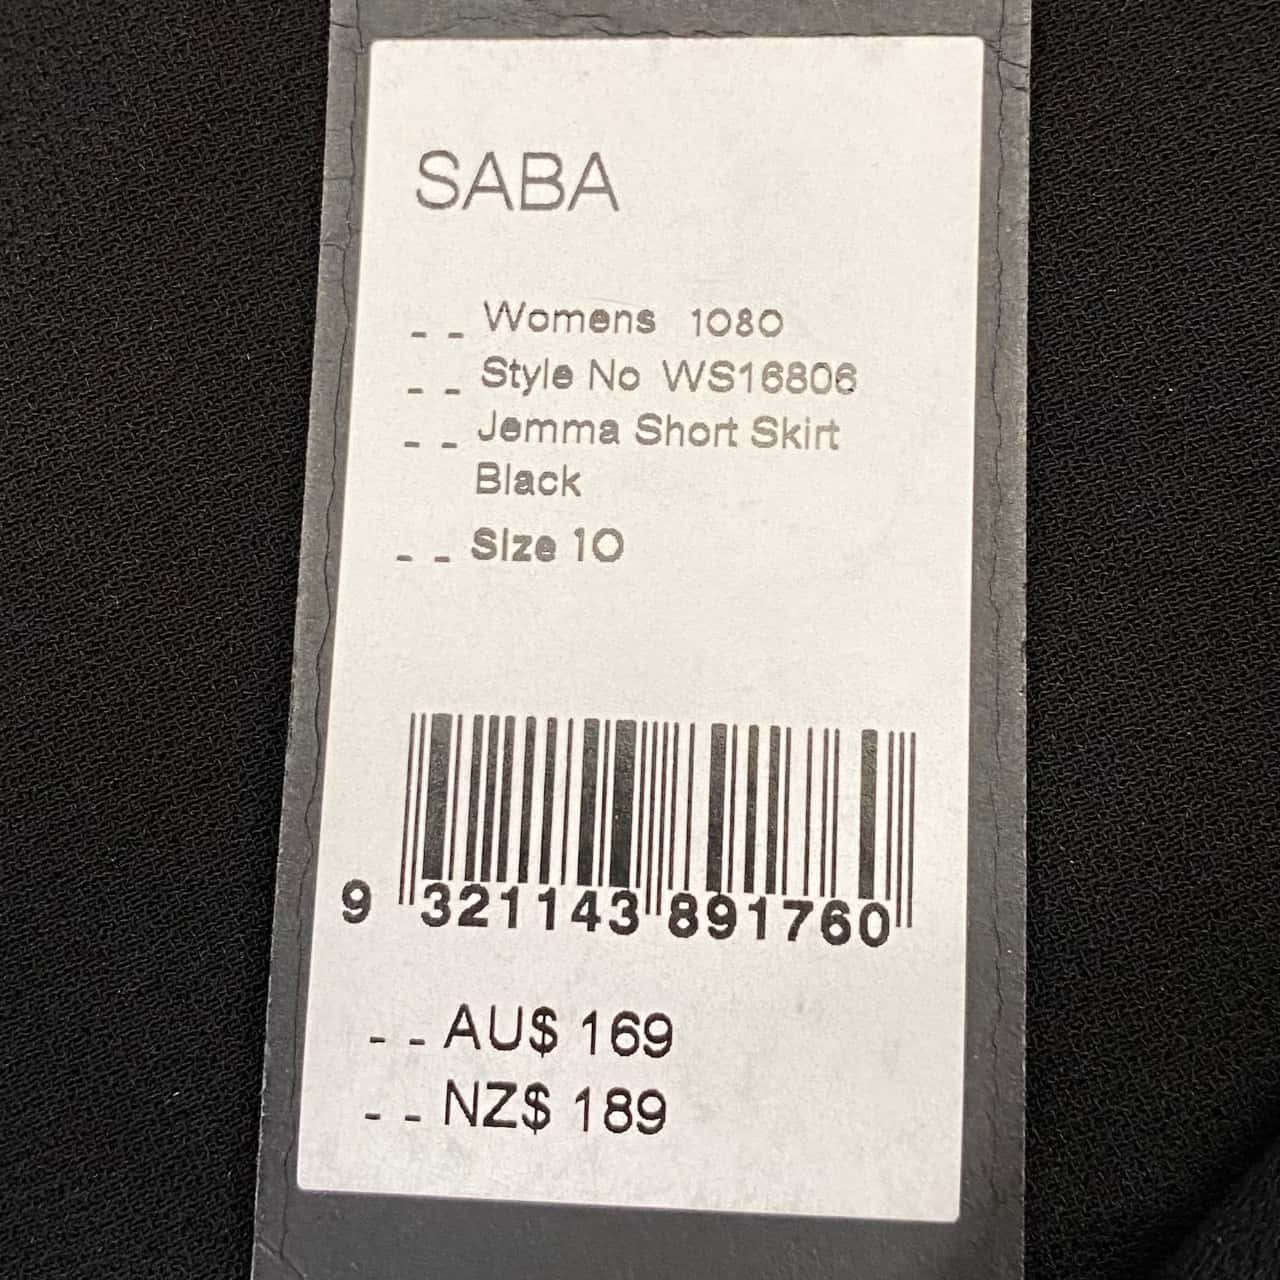 SABA
_ _ Womens 1080
_ _ Style No WS16806
_ _ Jemma Short Skirt
Black
_ _ Size 10
9 321143 891760
_ _ AU$ 169
_ _ NZ$ 189